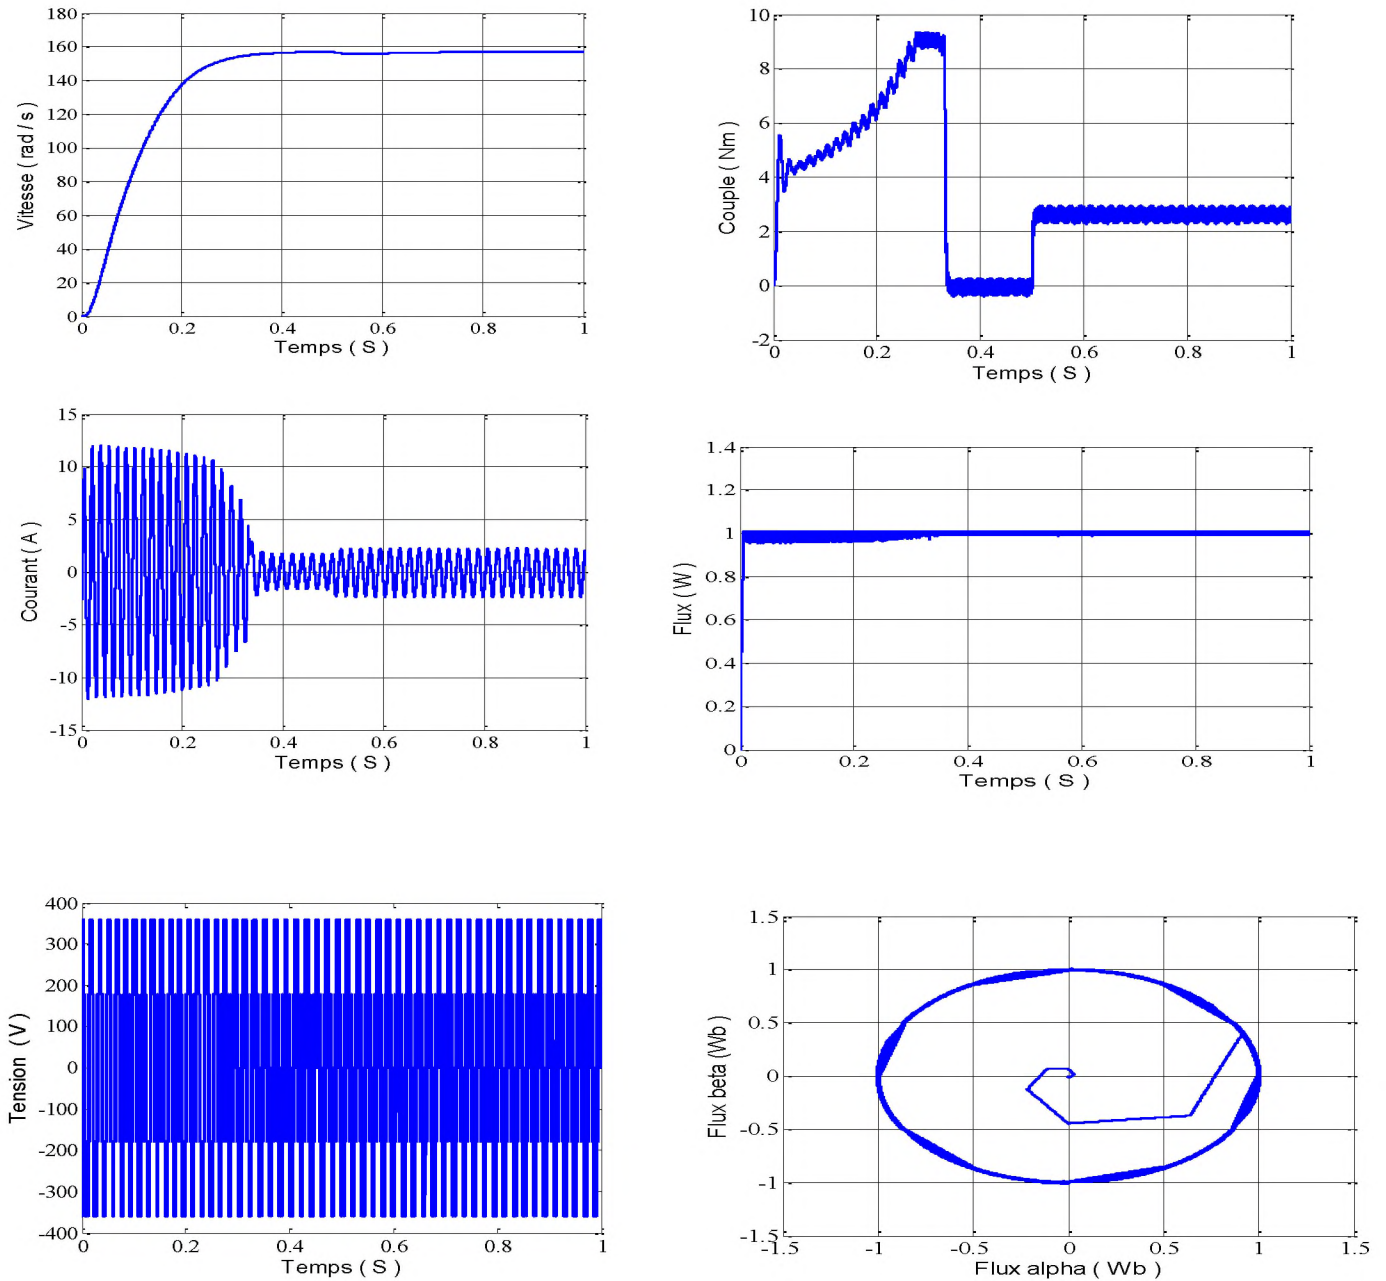 180
160
140
120
100
80
60
40
20
0
Vitesse ( rad / s )
0 0.2 0.4 0.6 0.8 1
Temps ( S )
10
8
6
4
2
0
-2
Couple ( Nm )
0 0.2 0.4 0.6 0.8 1
Temps ( S )
15
10
5
0
-5
-10
-15
Courant ( A )
0 0.2 0.4 0.6 0.8 1
Temps ( S )
1.4
1.2
1
0.8
0.6
0.4
0.2
0
Flux ( W )
0 0.2 0.4 0.6 0.8 1
Temps ( S )
400
300
200
100
0
-100
-200
-300
-400
Tension (V )
0 0.2 0.4 0.6 0.8 1
Temps ( S )
1.5
1
0.5
0
-0.5
-1
-1.5
Flux beta (Wb)
-1.5 -1 -0.5 0 0.5 1 1.5
Flux alpha ( Wb )